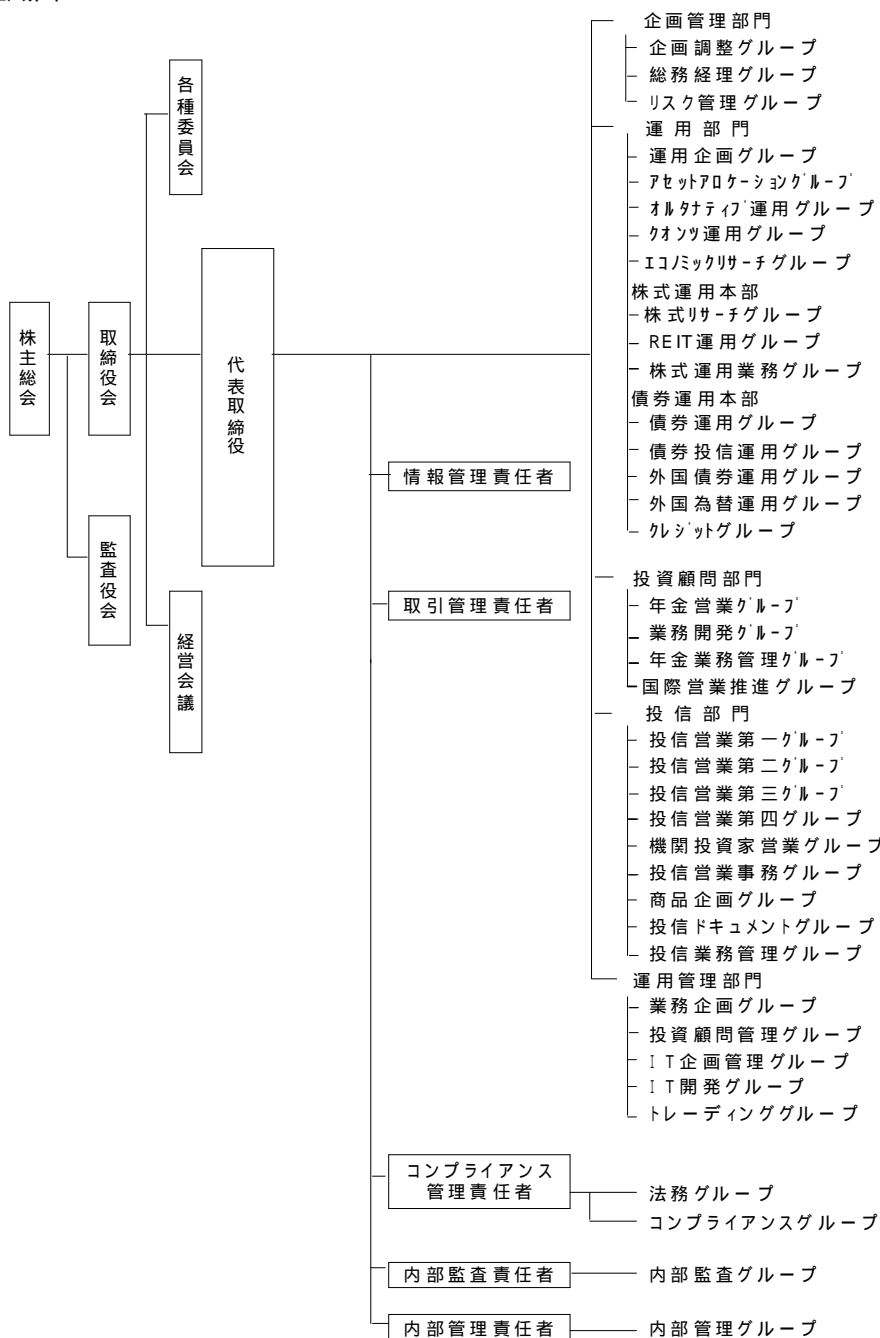 各種委員会
株主総会
取締役会
監査役会
代表取締役
経営会議
情報管理責任者
取引管理責任者
コンプライアンス
管理責任者
内部監査責任者
内部管理責任者
企画管理部門
企画調整グループ
総務経理グループ
リスク管理グループ
運用部門
運用企画グループ
アセットアロケーショングループ
オルタナティブ運用グループ
クオンツ運用グループ
エコノミックリサーチグループ
株式運用本部
株式リサーチグループ
REIT運用グループ
株式運用業務グループ
債券運用本部
債券運用グループ
債券投信運用グループ
外国債券運用グループ
外国為替運用グループ
クレジットグループ
投資顧問部門
年金営業グループ
業務開発グループ
年金業務管理グループ
国際営業推進グループ
投信部門
投信営業第一グループ
投信営業第二グループ
投信営業第三グループ
投信営業第四グループ
機関投資家営業グループ
投信営業事務グループ
商品企画グループ
投信ドキュメントグループ
投信業務管理グループ
運用管理部門
業務企画グループ
投資顧問管理グループ
IT企画管理グループ
IT開発グループ
トレーディンググループ
法務グループ
コンプライアンスグループ
内部監査グループ
内部管理グループ